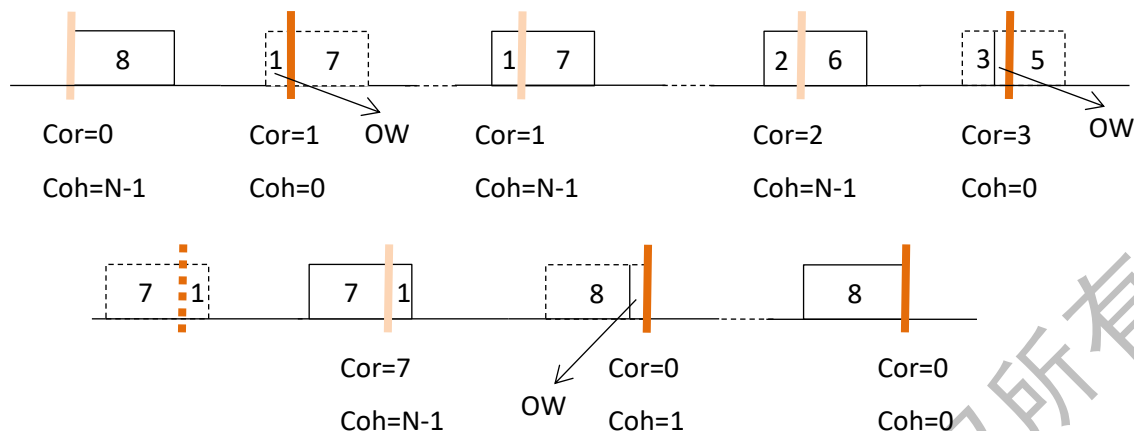 8 1 7 1 7 2 6 3 5
Cor=0 Cor=1 OW Cor=1 Cor=2 Cor=3 OW
Coh=N-1 Coh=0 Coh=N-1 Coh=N-1 Coh=0
7 1 7 1 8 8
Cor=7 Cor=0 Cor=0
Coh=N-1 OW Coh=1 Coh=0
所有